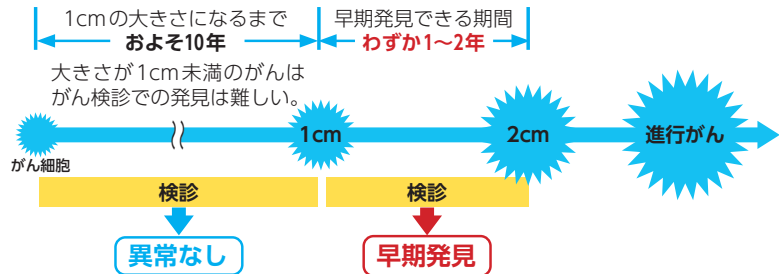 1cmの大きさになるまで
およそ10年
早期発見できる期間
わずか1〜2年
大きさが1cm未満のがんは
がん検診での発見は難しい。
がん細胞
1cm
2cm
進行がん
検診
検診
異常なし
早期発見